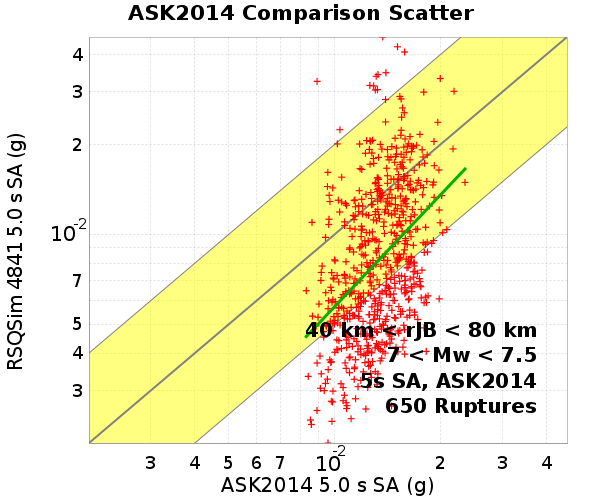 ASK2014 Comparison Scatter
RSQSim 4841 5.0 s SA (g)
4
3
2
10^-2
7
5
4
3
40 km < rJB < 80 km
7 < Mw < 7.5
5s SA, ASK2014
650 Ruptures
3 4 5 6 7 10^-2 2 3 4
ASK2014 5.0 s SA (g)